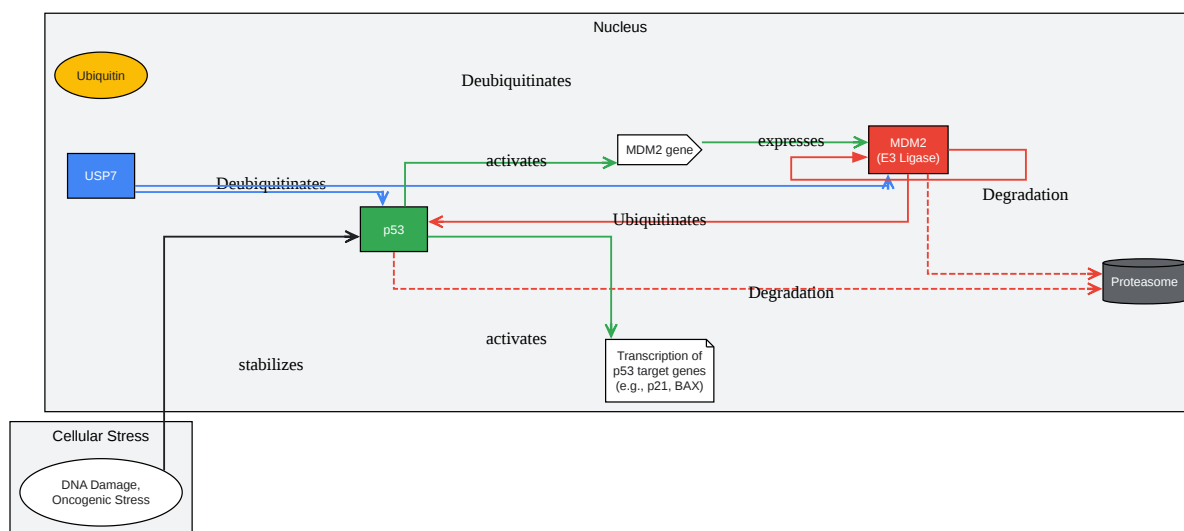 Nucleus
Ubiquitin
Deubiquitinates
MDM2 gene
expresses
MDM2
(E3 Ligase)
activates
USP7
Deubiquitinates
Degradation
Ubiquitinates
p53
Proteasome
Degradation
activates
Transcription of
p53 target genes
(e.g., p21, BAX)
stabilizes
Cellular Stress
DNA Damage,
Oncogenic Stress